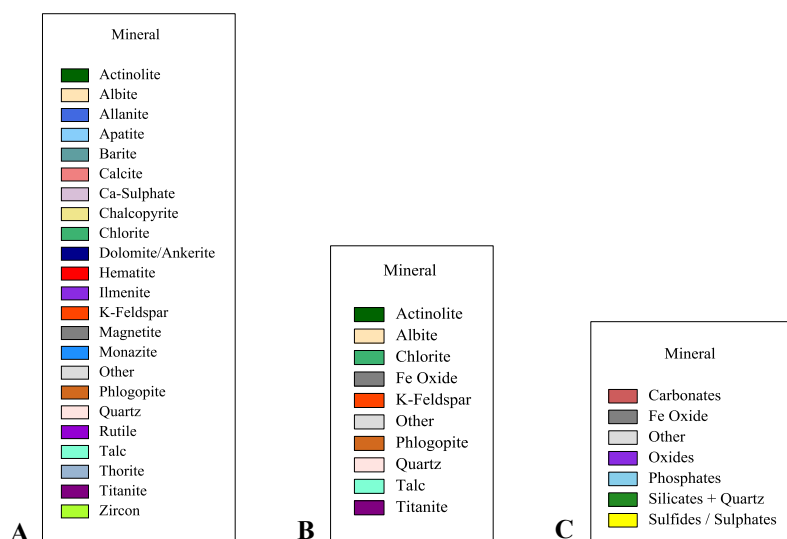 Mineral
Actinolite
Albite
Allanite
Apatite
Barite
Calcite
Ca-Sulphate
Chalcopyrite
Chlorite
Dolomite/Ankerite
Hematite
Ilmenite
K-Feldspar
Magnetite
Monazite
Other
Phlogopite
Quartz
Rutile
Talc
Thorite
Titanite
Zircon
A
Mineral
Actinolite
Albite
Chlorite
Fe Oxide
K-Feldspar
Other
Phlogopite
Quartz
Talc
Titanite
B
Mineral
Carbonates
Fe Oxide
Other
Oxides
Phosphates
Silicates + Quartz
Sulfides / Sulphates
C